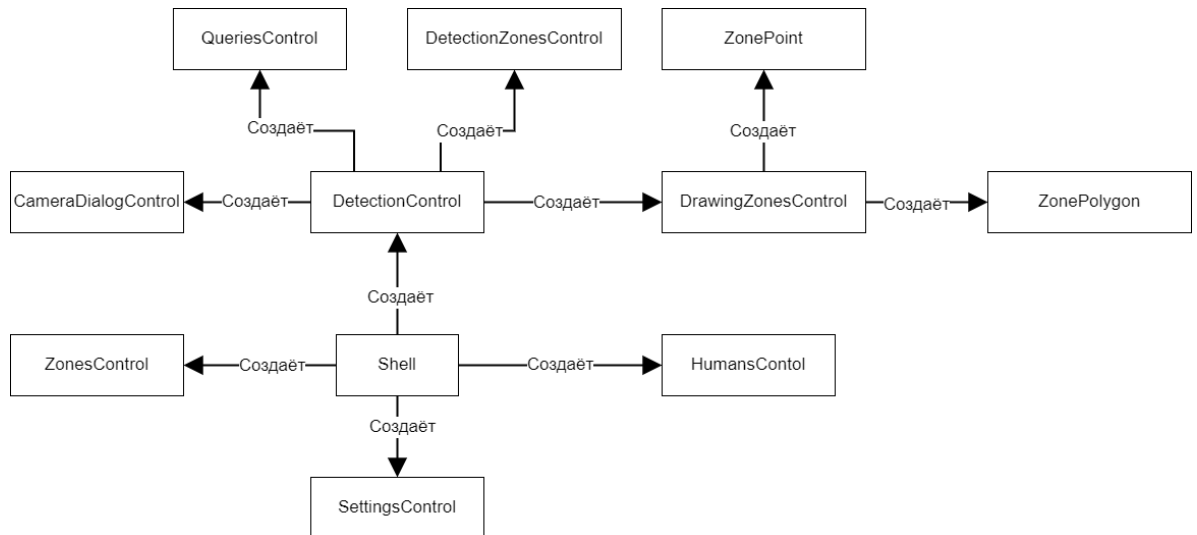 QueriesControl
DetectionZonesControl
ZonePoint
Создаёт
Создаёт
Создаёт
CameraDialogControl
Создаёт
DetectionControl
Создаёт
DrawingZonesControl
Создаёт
ZonePolygon
Создаёт
ZonesControl
Создаёт
Shell
Создаёт
HumansContol
Создаёт
SettingsControl